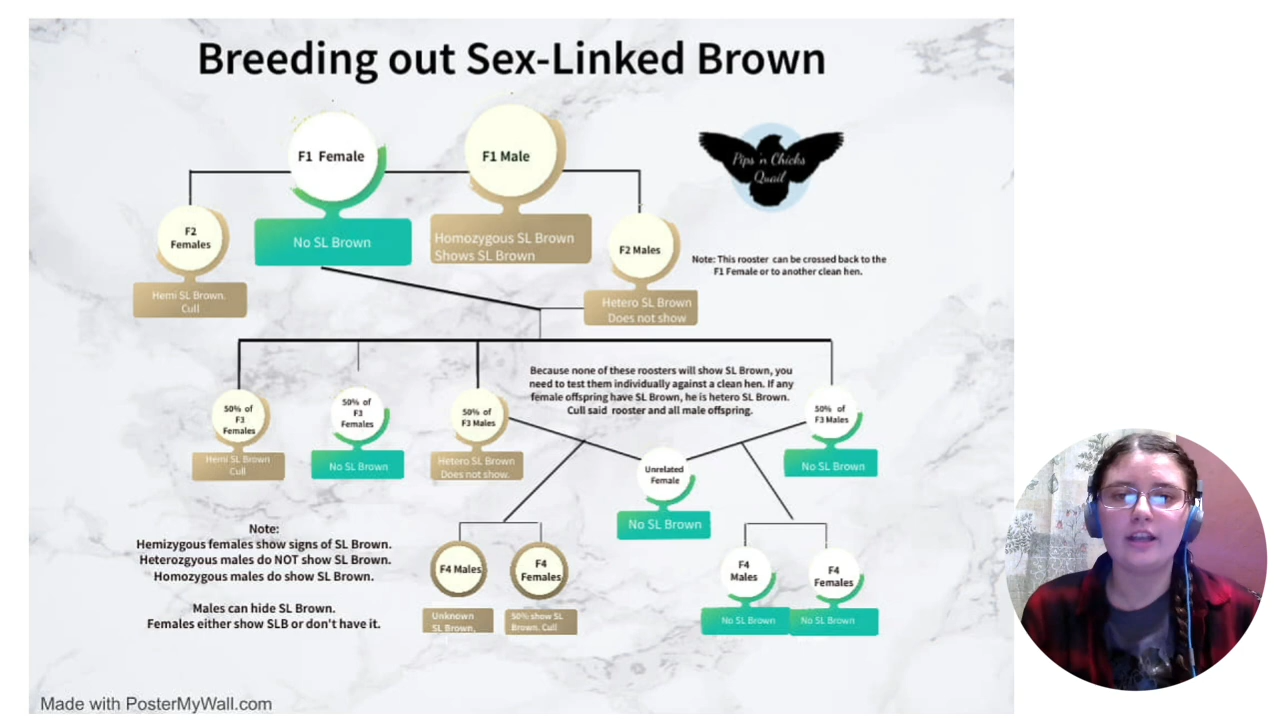 Breeding out Sex-Linked Brown
F1 Female
F1 Male
Pips 'n Chicks
Quail
F2
Females
No SL Brown
Homozygous SL Brown
Shows SL Brown
F2 Males
Note: This rooster can be crossed back to the
F1 Female or to another clean hen.
Hemi SL Brown.
Cull
Hetero SL Brown
Does not show
Because none of these roosters will show SL Brown, you
need to test them individually against a clean hen. If any
female offspring have SL Brown, he is hetero SL Brown.
Cull said rooster and all male offspring.
50% of
F3
Females
50% of
F3
Females
50% of
F3 Males
50% of
F3 Males
Hemi SL Brown
Cull
No SL Brown
Hetero SL Brown
Does not show.
Unrelated
Female
No SL Brown
No SL Brown
Note:
Hemizygous females show signs of SL Brown.
Heterozgyous males do NOT show SL Brown.
Homozygous males do show SL Brown.
Males can hide SL Brown.
Females either show SLB or don't have it.
F4 Males
F4
Females
F4
Males
F4
Females
Unknown
SL Brown,
50% show SL
Brown. Cull
No SL Brown
No SL Brown
Made with PosterMyWall.com